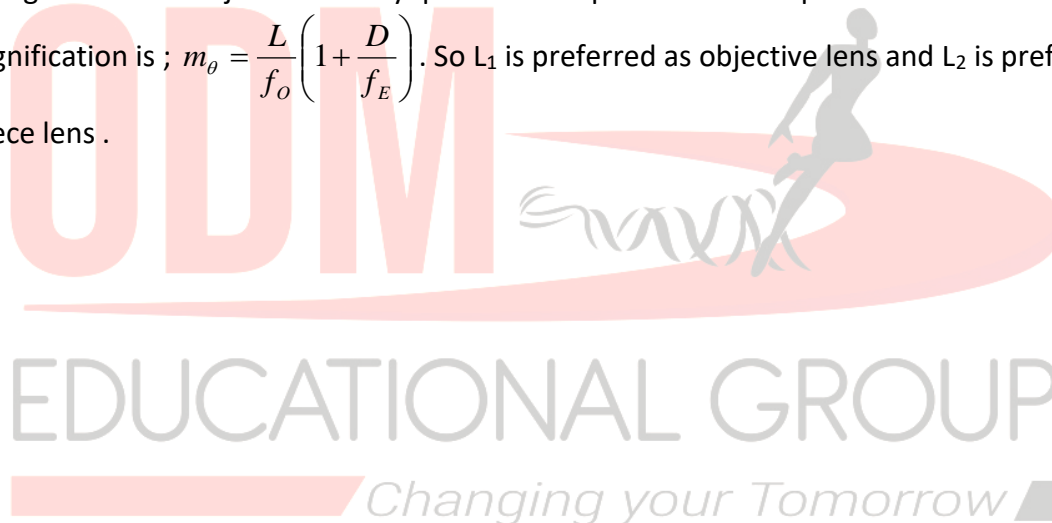 gnification is ; m_θ = L/f_O (1 + D/f_E). So L₁ is preferred as objective lens and L₂ is pref
ece lens .
ODM
EDUCATIONAL GROUP
Changing your Tomorrow